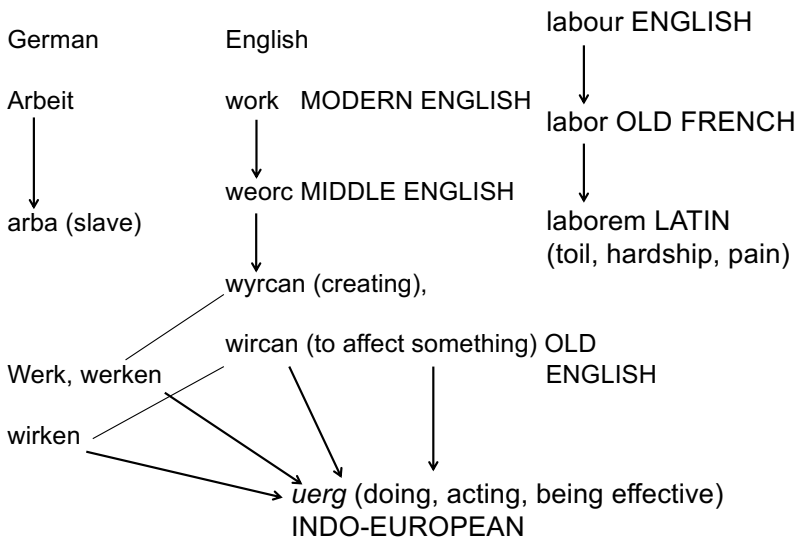 German
English
labour ENGLISH
Arbeit
work MODERN ENGLISH
labor OLD FRENCH
weorc MIDDLE ENGLISH
arba (slave)
laborem LATIN
(toil, hardship, pain)
wyrcan (creating),
wircan (to affect something) OLD
ENGLISH
Werk, werken
wirken
uerg (doing, acting, being effective)
INDO-EUROPEAN